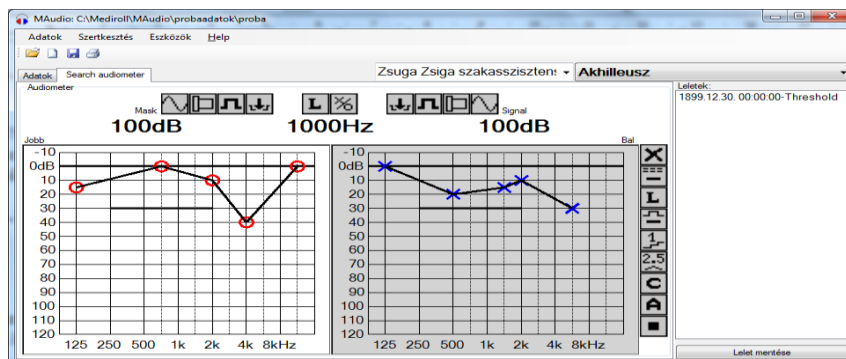 MAudio: C:\Mediroll\MAudio\probaadatok\proba
Adatok Szertkesztés Eszközök Help
Adatok Search audiometer
Zsuga Zsiga szakasszisztens Akhilleusz
Audiometer
Leletek:
1899.12.30. 00:00:00-Threshold
Mask L % Signal
100dB 1000Hz 100dB
Jobb Bal
-10 -10
0dB 0dB
10 10
20 20
30 30
40 40
50 50
60 60
70 70
80 80
90 90
100 100
110 110
120 120
125 250 500 1k 2k 4k 8kHz 125 250 500 1k 2k 4k 8kHz
L
1
2.5
C
A
Lelet mentése